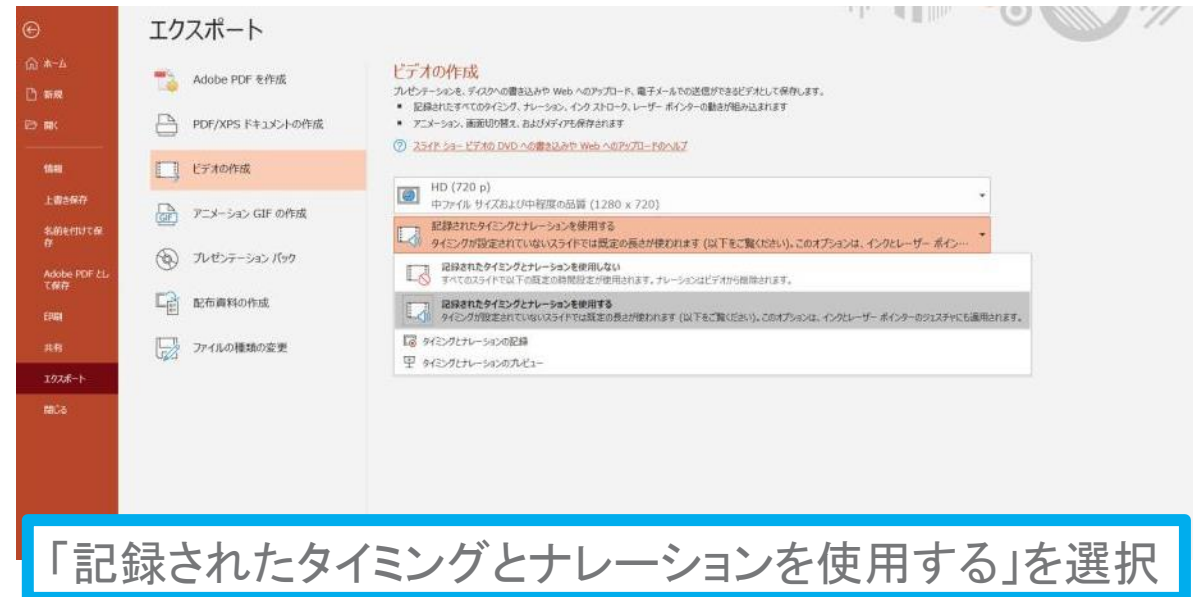 エクスポート
ホーム
新規
開く
情報
上書き保存
名前を付けて保
存
Adobe PDF とし
て保存
印刷
共有
エクスポート
閉じる
Adobe PDF を作成
PDF/XPS ドキュメントの作成
ビデオの作成
アニメーション GIF の作成
プレゼンテーション パック
配布資料の作成
ファイルの種類の変更
ビデオの作成
プレゼンテーションを、ディスクへの書き込みや Web へのアップロード、電子メールでの送信ができるビデオとして保存します。
▪ 記録されたすべてのタイミング、ナレーション、インク ストローク、レーザー ポインターの動きが組み込まれます
▪ アニメーション、画面切り替え、およびメディアも保存されます
スライド ショー ビデオの DVD への書き込みや Web へのアップロードのヘルプ
HD (720 p)
中ファイル サイズおよび中程度の品質 (1280 x 720)
記録されたタイミングとナレーションを使用する
タイミングが設定されていないスライドでは既定の長さが使われます (以下をご覧ください)。このオプションは、インクとレーザー ポイン…
記録されたタイミングとナレーションを使用しない
すべてのスライドで以下の既定の時間設定が使用されます。ナレーションはビデオから削除されます。
記録されたタイミングとナレーションを使用する
タイミングが設定されていないスライドでは既定の長さが使われます (以下をご覧ください)。このオプションは、インクとレーザー ポインターのジェスチャにも適用されます。
タイミングとナレーションの記録
タイミングとナレーションのプレビュー
「記録されたタイミングとナレーションを使用する」を選択